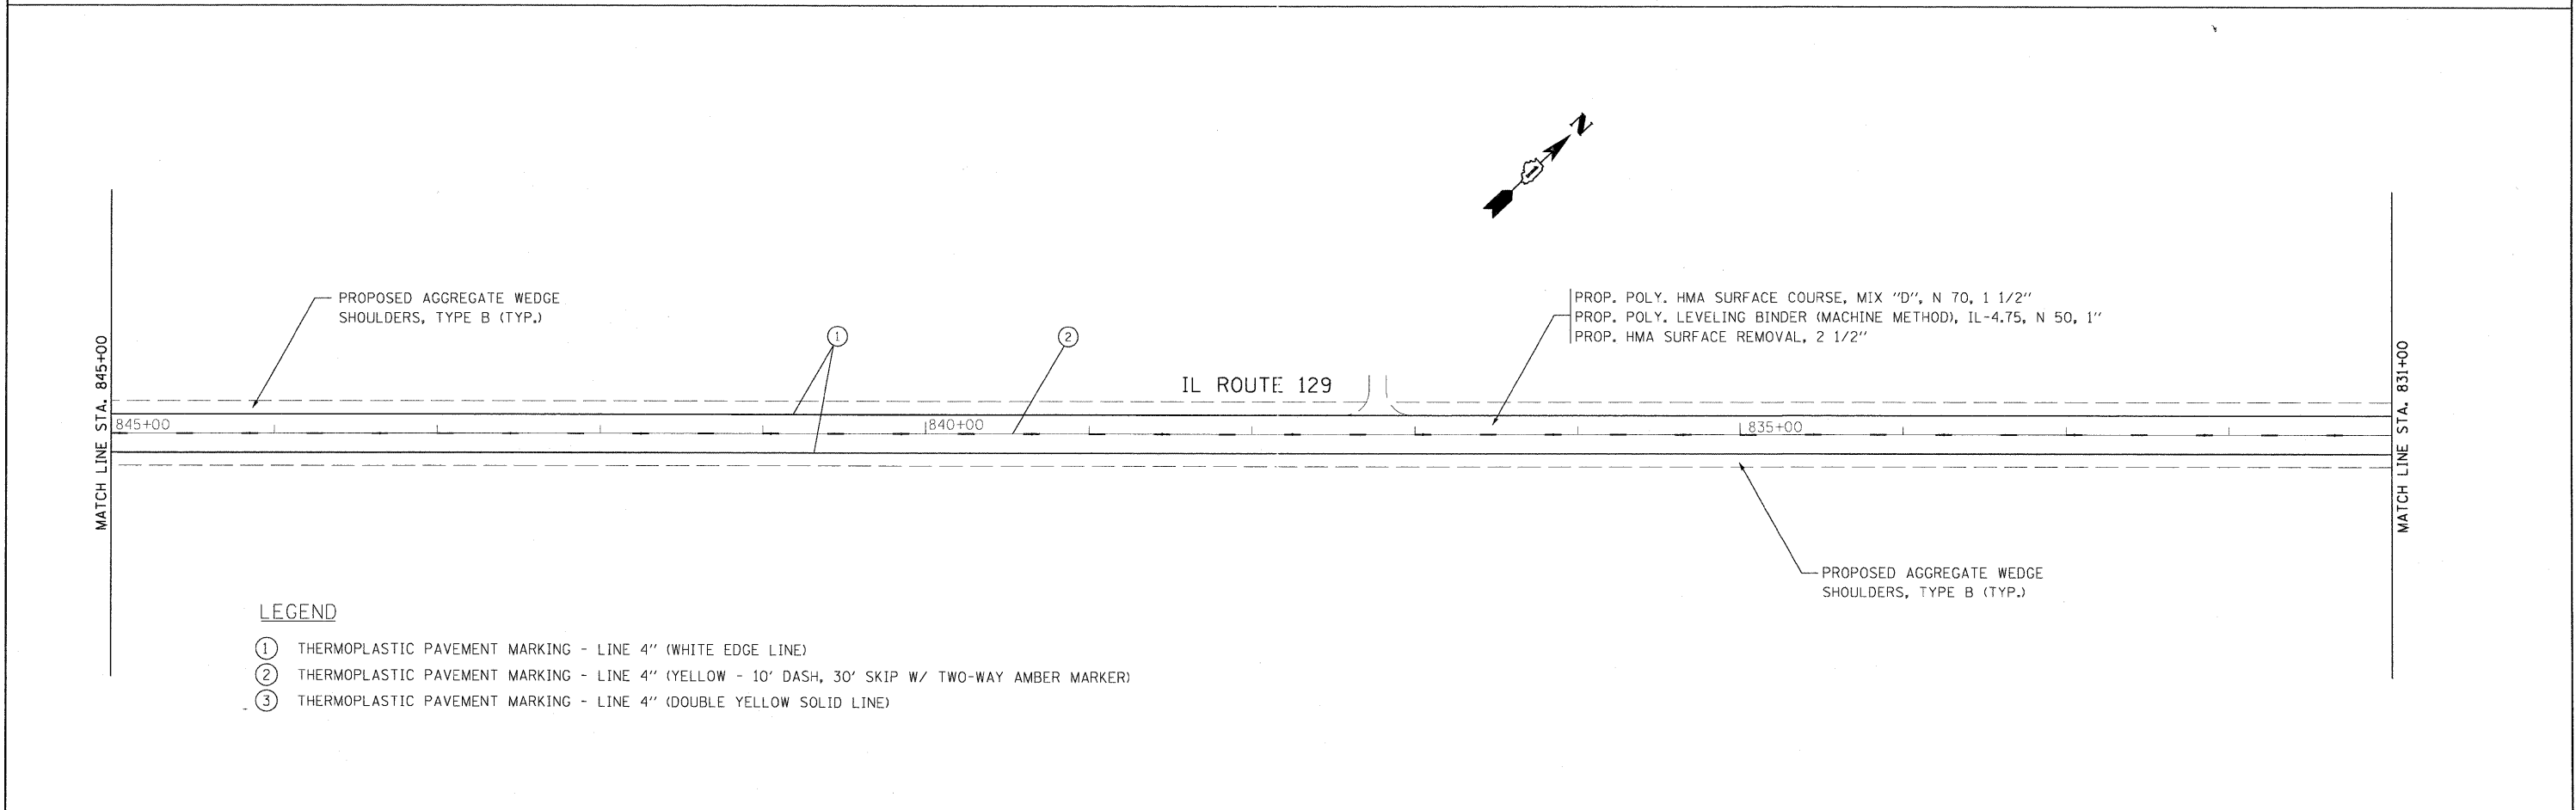 N
1
PROPOSED AGGREGATE WEDGE
SHOULDERS, TYPE B (TYP.)
PROP. POLY. HMA SURFACE COURSE, MIX "D", N 70, 1 1/2"
PROP. POLY. LEVELING BINDER (MACHINE METHOD), IL-4.75, N 50, 1"
PROP. HMA SURFACE REMOVAL, 2 1/2"
1
2
IL ROUTE 129
MATCH LINE STA. 845+00
845+00
840+00
835+00
MATCH LINE STA. 831+00
PROPOSED AGGREGATE WEDGE
SHOULDERS, TYPE B (TYP.)
LEGEND
1 THERMOPLASTIC PAVEMENT MARKING - LINE 4" (WHITE EDGE LINE)
2 THERMOPLASTIC PAVEMENT MARKING - LINE 4" (YELLOW - 10' DASH, 30' SKIP W/ TWO-WAY AMBER MARKER)
3 THERMOPLASTIC PAVEMENT MARKING - LINE 4" (DOUBLE YELLOW SOLID LINE)